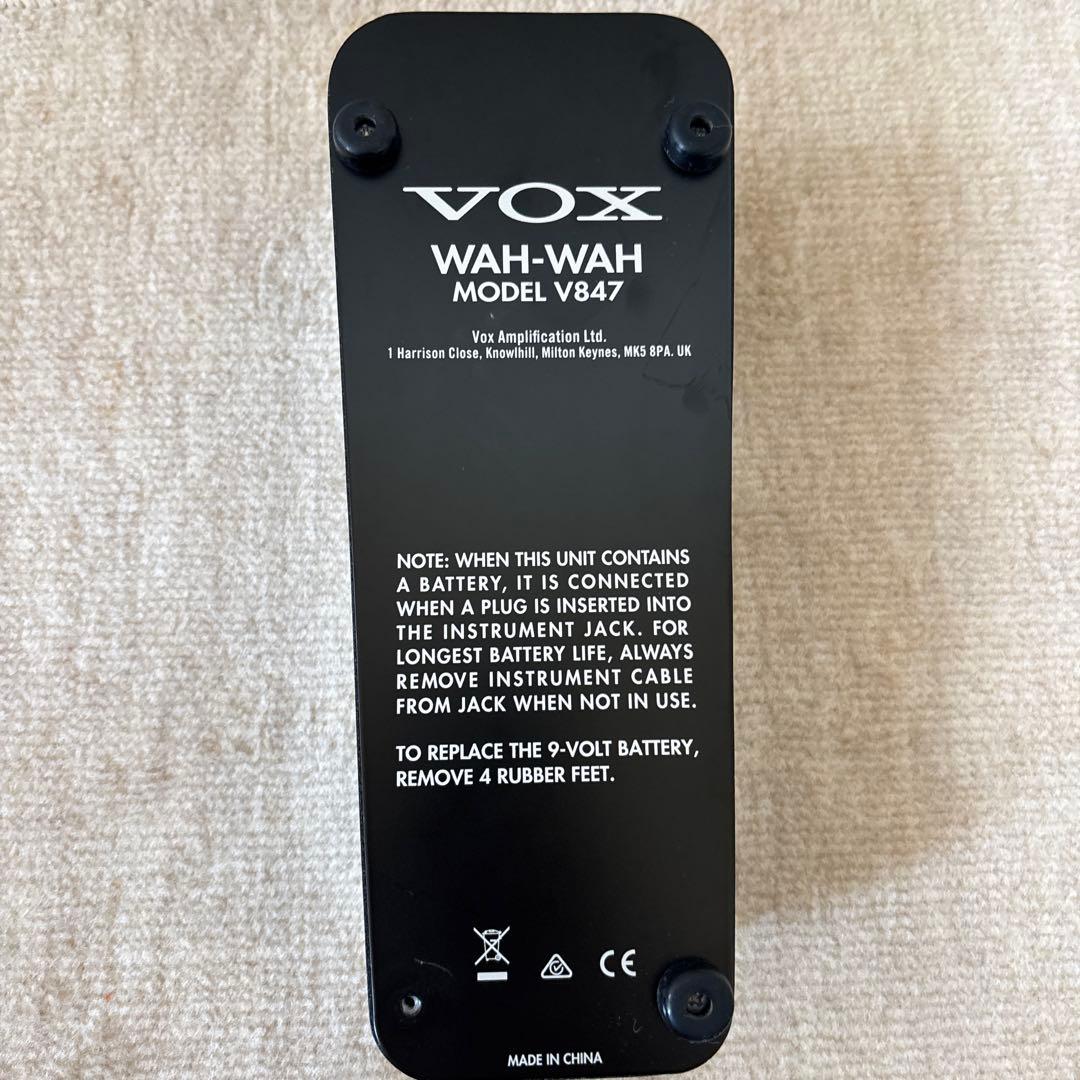 VOX
WAH-WAH
MODEL V847
Vox Amplification Ltd.
1 Harrison Close, Knowlhill, Milton Keynes, MK5 8PA. UK
NOTE: WHEN THIS UNIT CONTAINS
A BATTERY, IT IS CONNECTED
WHEN A PLUG IS INSERTED INTO
THE INSTRUMENT JACK. FOR
LONGEST BATTERY LIFE, ALWAYS
REMOVE INSTRUMENT CABLE
FROM JACK WHEN NOT IN USE.
TO REPLACE THE 9-VOLT BATTERY,
REMOVE 4 RUBBER FEET.
CE
MADE IN CHINA